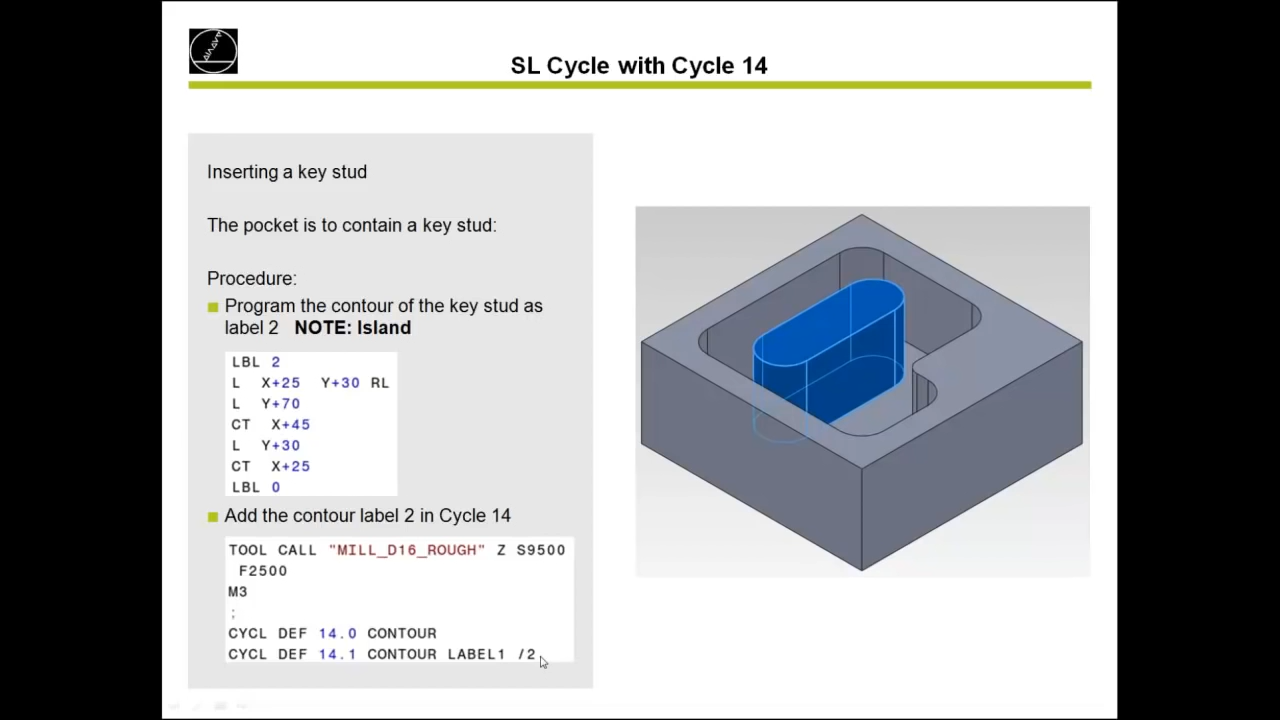 SL Cycle with Cycle 14
Inserting a key stud
The pocket is to contain a key stud:
Procedure:
Program the contour of the key stud as
label 2 NOTE: Island
LBL 2
L X+25 Y+30 RL
L Y+70
CT X+45
L Y+30
CT X+25
LBL 0
Add the contour label 2 in Cycle 14
TOOL CALL "MILL_D16_ROUGH" Z S9500
F2500
M3
;
CYCL DEF 14.0 CONTOUR
CYCL DEF 14.1 CONTOUR LABEL1 /2